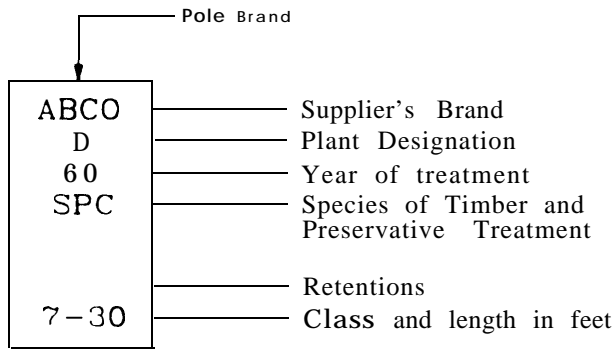 Pole Brand
ABCO Supplier's Brand
D Plant Designation
60 Year of treatment
SPC Species of Timber and
Preservative Treatment
Retentions
7-30 Class and length in feet